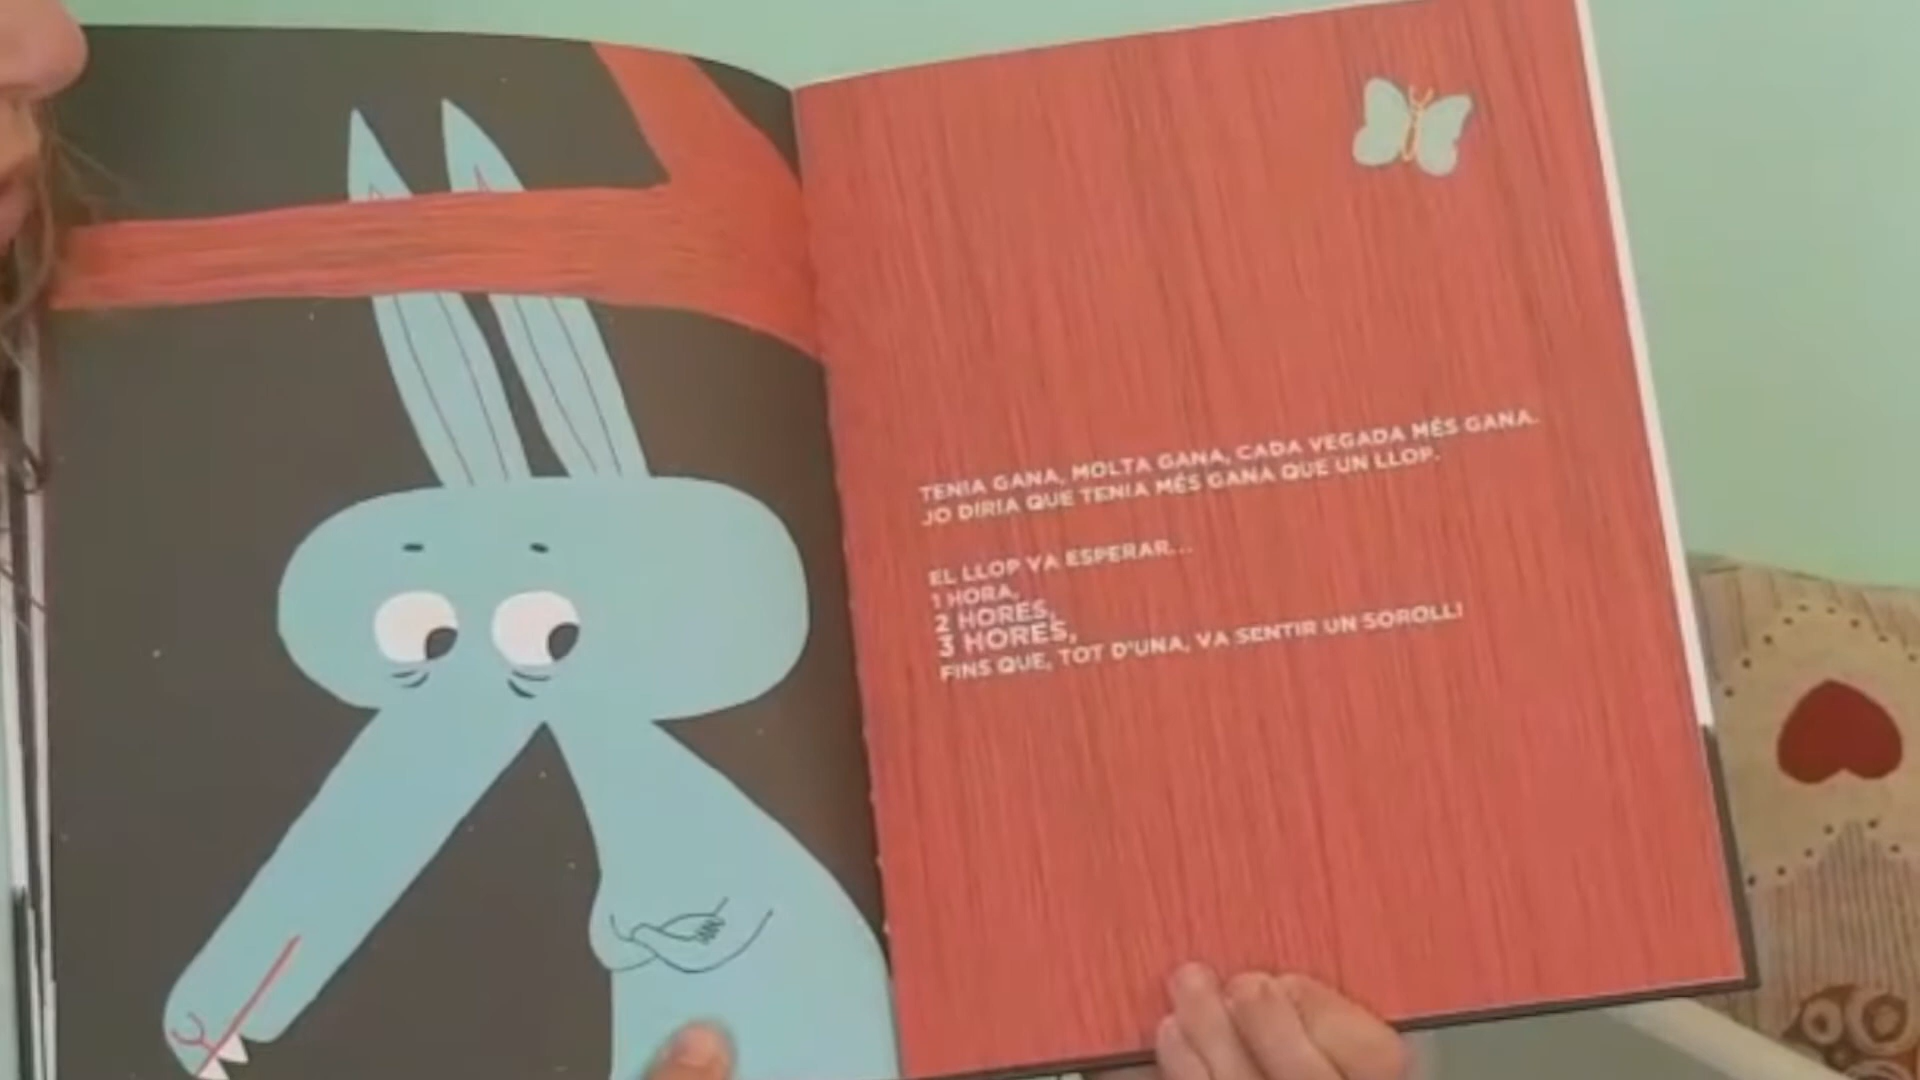 TENIA GANA, MOLTA GANA, CADA VEGADA MÉS GANA.
JO DIRIA QUE TENIA MÉS GANA QUE UN LLOP.
EL LLOP VA ESPERAR...
1 HORA,
2 HORES,
3 HORES,
FINS QUE, TOT D'UNA, VA SENTIR UN SOROLL!